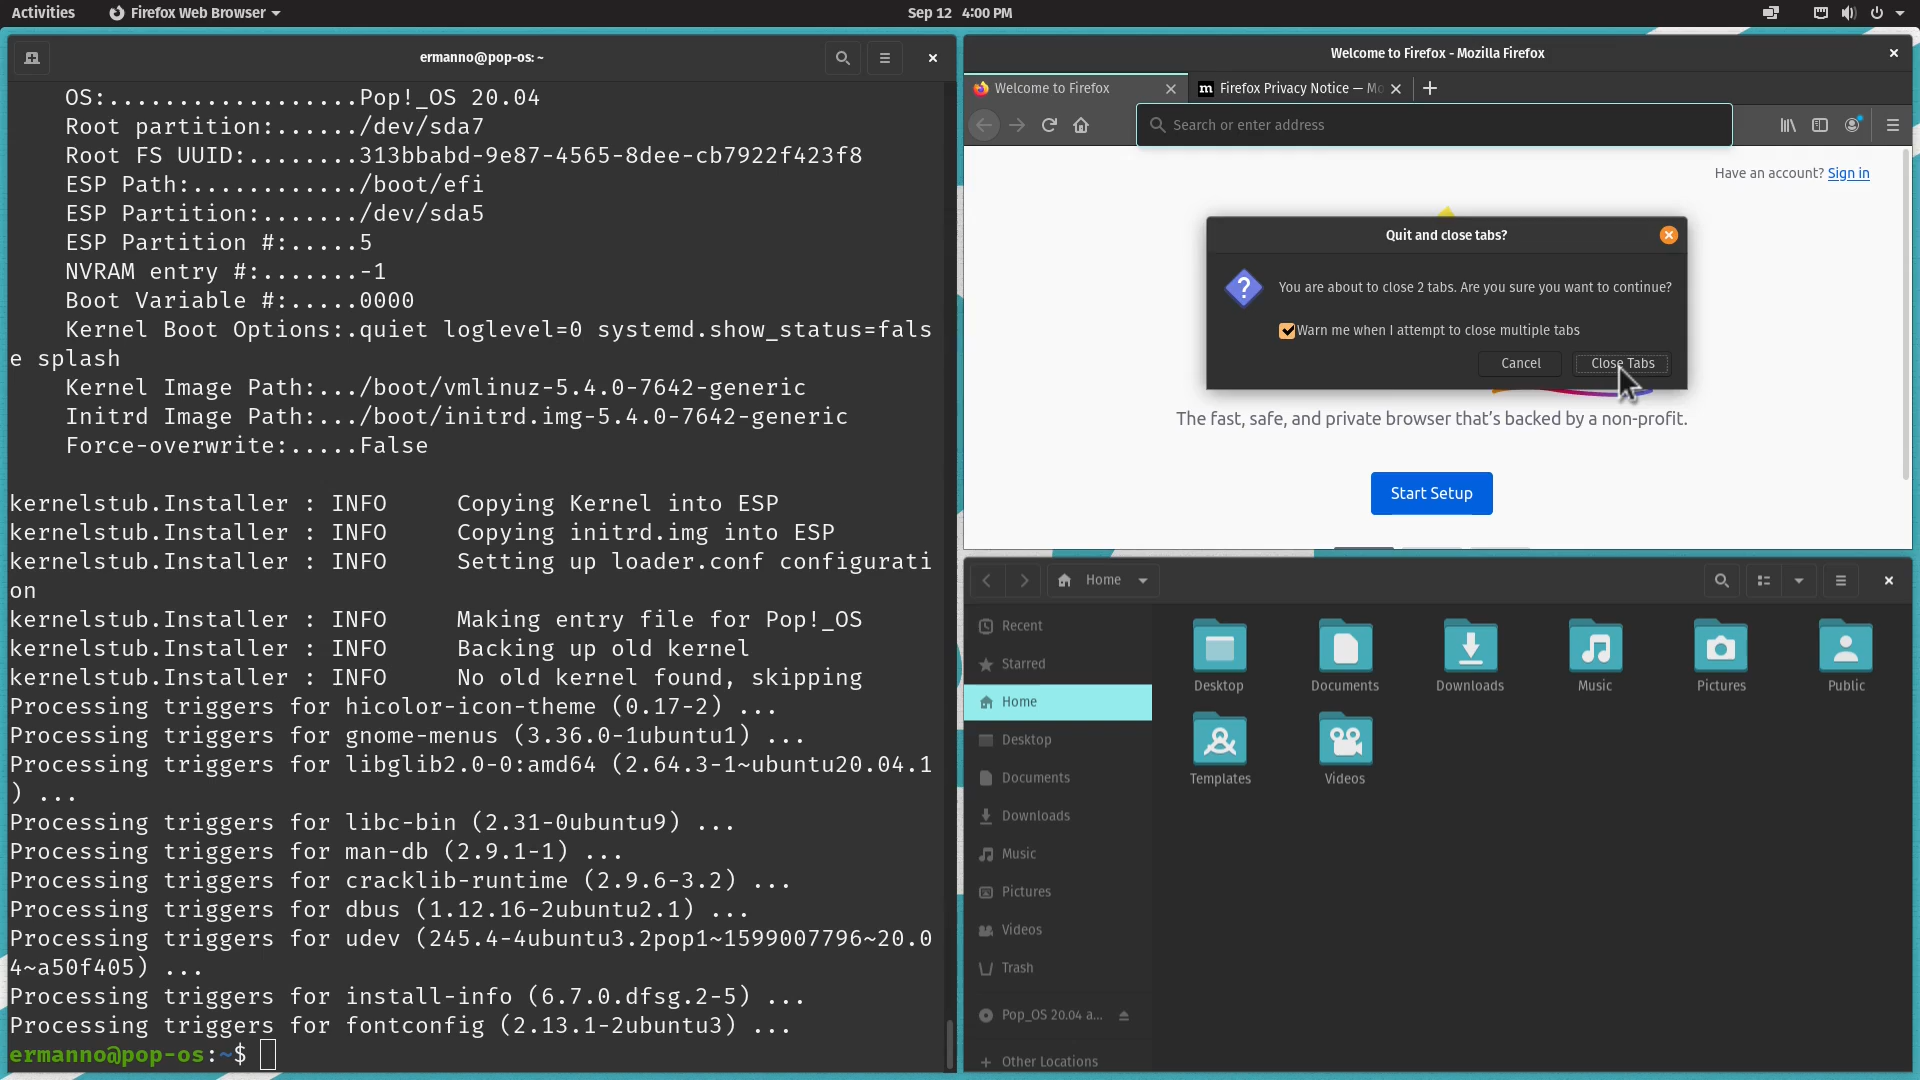 Activities
Firefox Web Browser
Sep 12 4:00 PM
ermanno@pop-os: ~
OS:..................Pop!_OS 20.04
Root partition:....../dev/sda7
Root FS UUID:........313bbabd-9e87-4565-8dee-cb7922f423f8
ESP Path:............/boot/efi
ESP Partition:......./dev/sda5
ESP Partition #:.....5
NVRAM entry #:.......-1
Boot Variable #:.....0000
Kernel Boot Options:.quiet loglevel=0 systemd.show_status=fals
e splash
Kernel Image Path:.../boot/vmlinuz-5.4.0-7642-generic
Initrd Image Path:.../boot/initrd.img-5.4.0-7642-generic
Force-overwrite:.....False
kernelstub.Installer : INFO     Copying Kernel into ESP
kernelstub.Installer : INFO     Copying initrd.img into ESP
kernelstub.Installer : INFO     Setting up loader.conf configurati
on
kernelstub.Installer : INFO     Making entry file for Pop!_OS
kernelstub.Installer : INFO     Backing up old kernel
kernelstub.Installer : INFO     No old kernel found, skipping
Processing triggers for hicolor-icon-theme (0.17-2) ...
Processing triggers for gnome-menus (3.36.0-1ubuntu1) ...
Processing triggers for libglib2.0-0:amd64 (2.64.3-1~ubuntu20.04.1
) ...
Processing triggers for libc-bin (2.31-0ubuntu9) ...
Processing triggers for man-db (2.9.1-1) ...
Processing triggers for cracklib-runtime (2.9.6-3.2) ...
Processing triggers for dbus (1.12.16-2ubuntu2.1) ...
Processing triggers for udev (245.4-4ubuntu3.2pop1~1599007796~20.0
4~a50f405) ...
Processing triggers for install-info (6.7.0.dfsg.2-5) ...
Processing triggers for fontconfig (2.13.1-2ubuntu3) ...
ermanno@pop-os:~$
Welcome to Firefox - Mozilla Firefox
Welcome to Firefox
m Firefox Privacy Notice — Mo
Search or enter address
Have an account? Sign in
Quit and close tabs?
You are about to close 2 tabs. Are you sure you want to continue?
Warn me when I attempt to close multiple tabs
Cancel
Close Tabs
The fast, safe, and private browser that’s backed by a non-profit.
Start Setup
Home
Recent
Starred
Home
Desktop
Documents
Downloads
Music
Pictures
Videos
Trash
Pop_OS 20.04 a...
Other Locations
Desktop
Documents
Downloads
Music
Pictures
Public
Templates
Videos